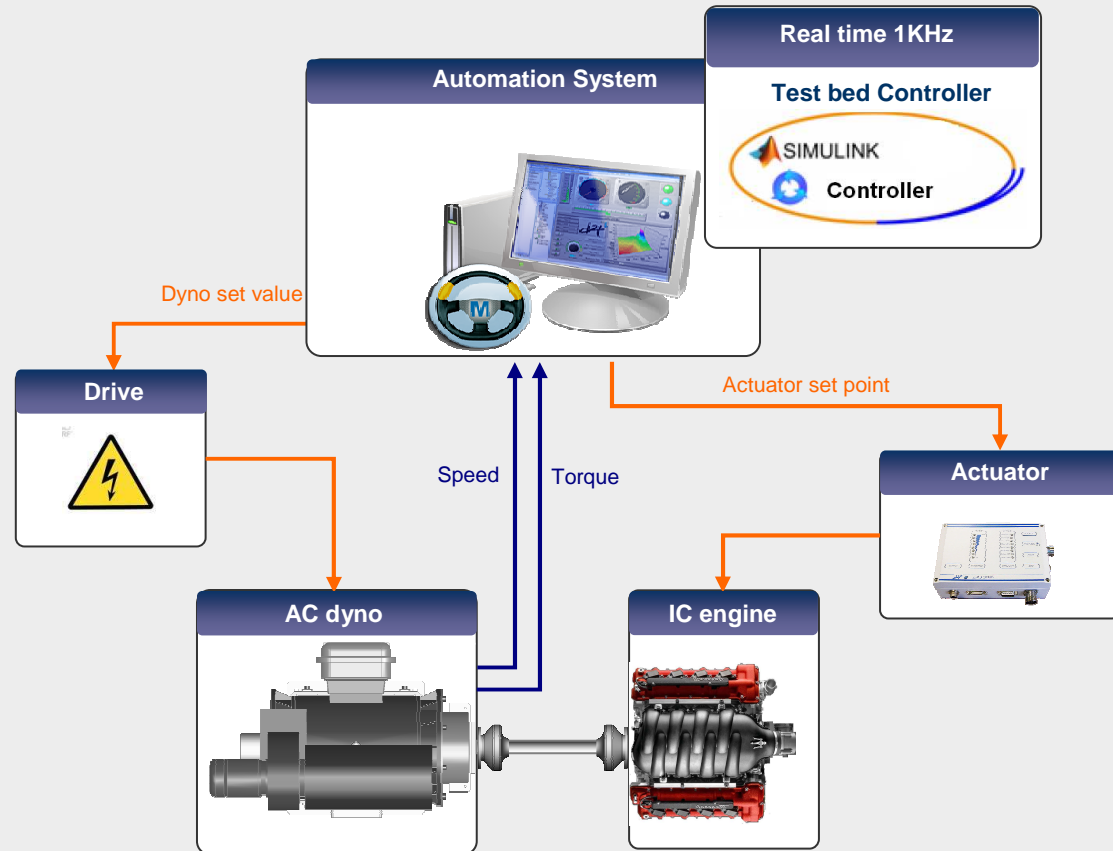 Real time 1KHz
Automation System
Test bed Controller
SIMULINK
Controller
M
Dyno set value
Drive
Actuator set point
Speed
Torque
Actuator
AC dyno
IC engine